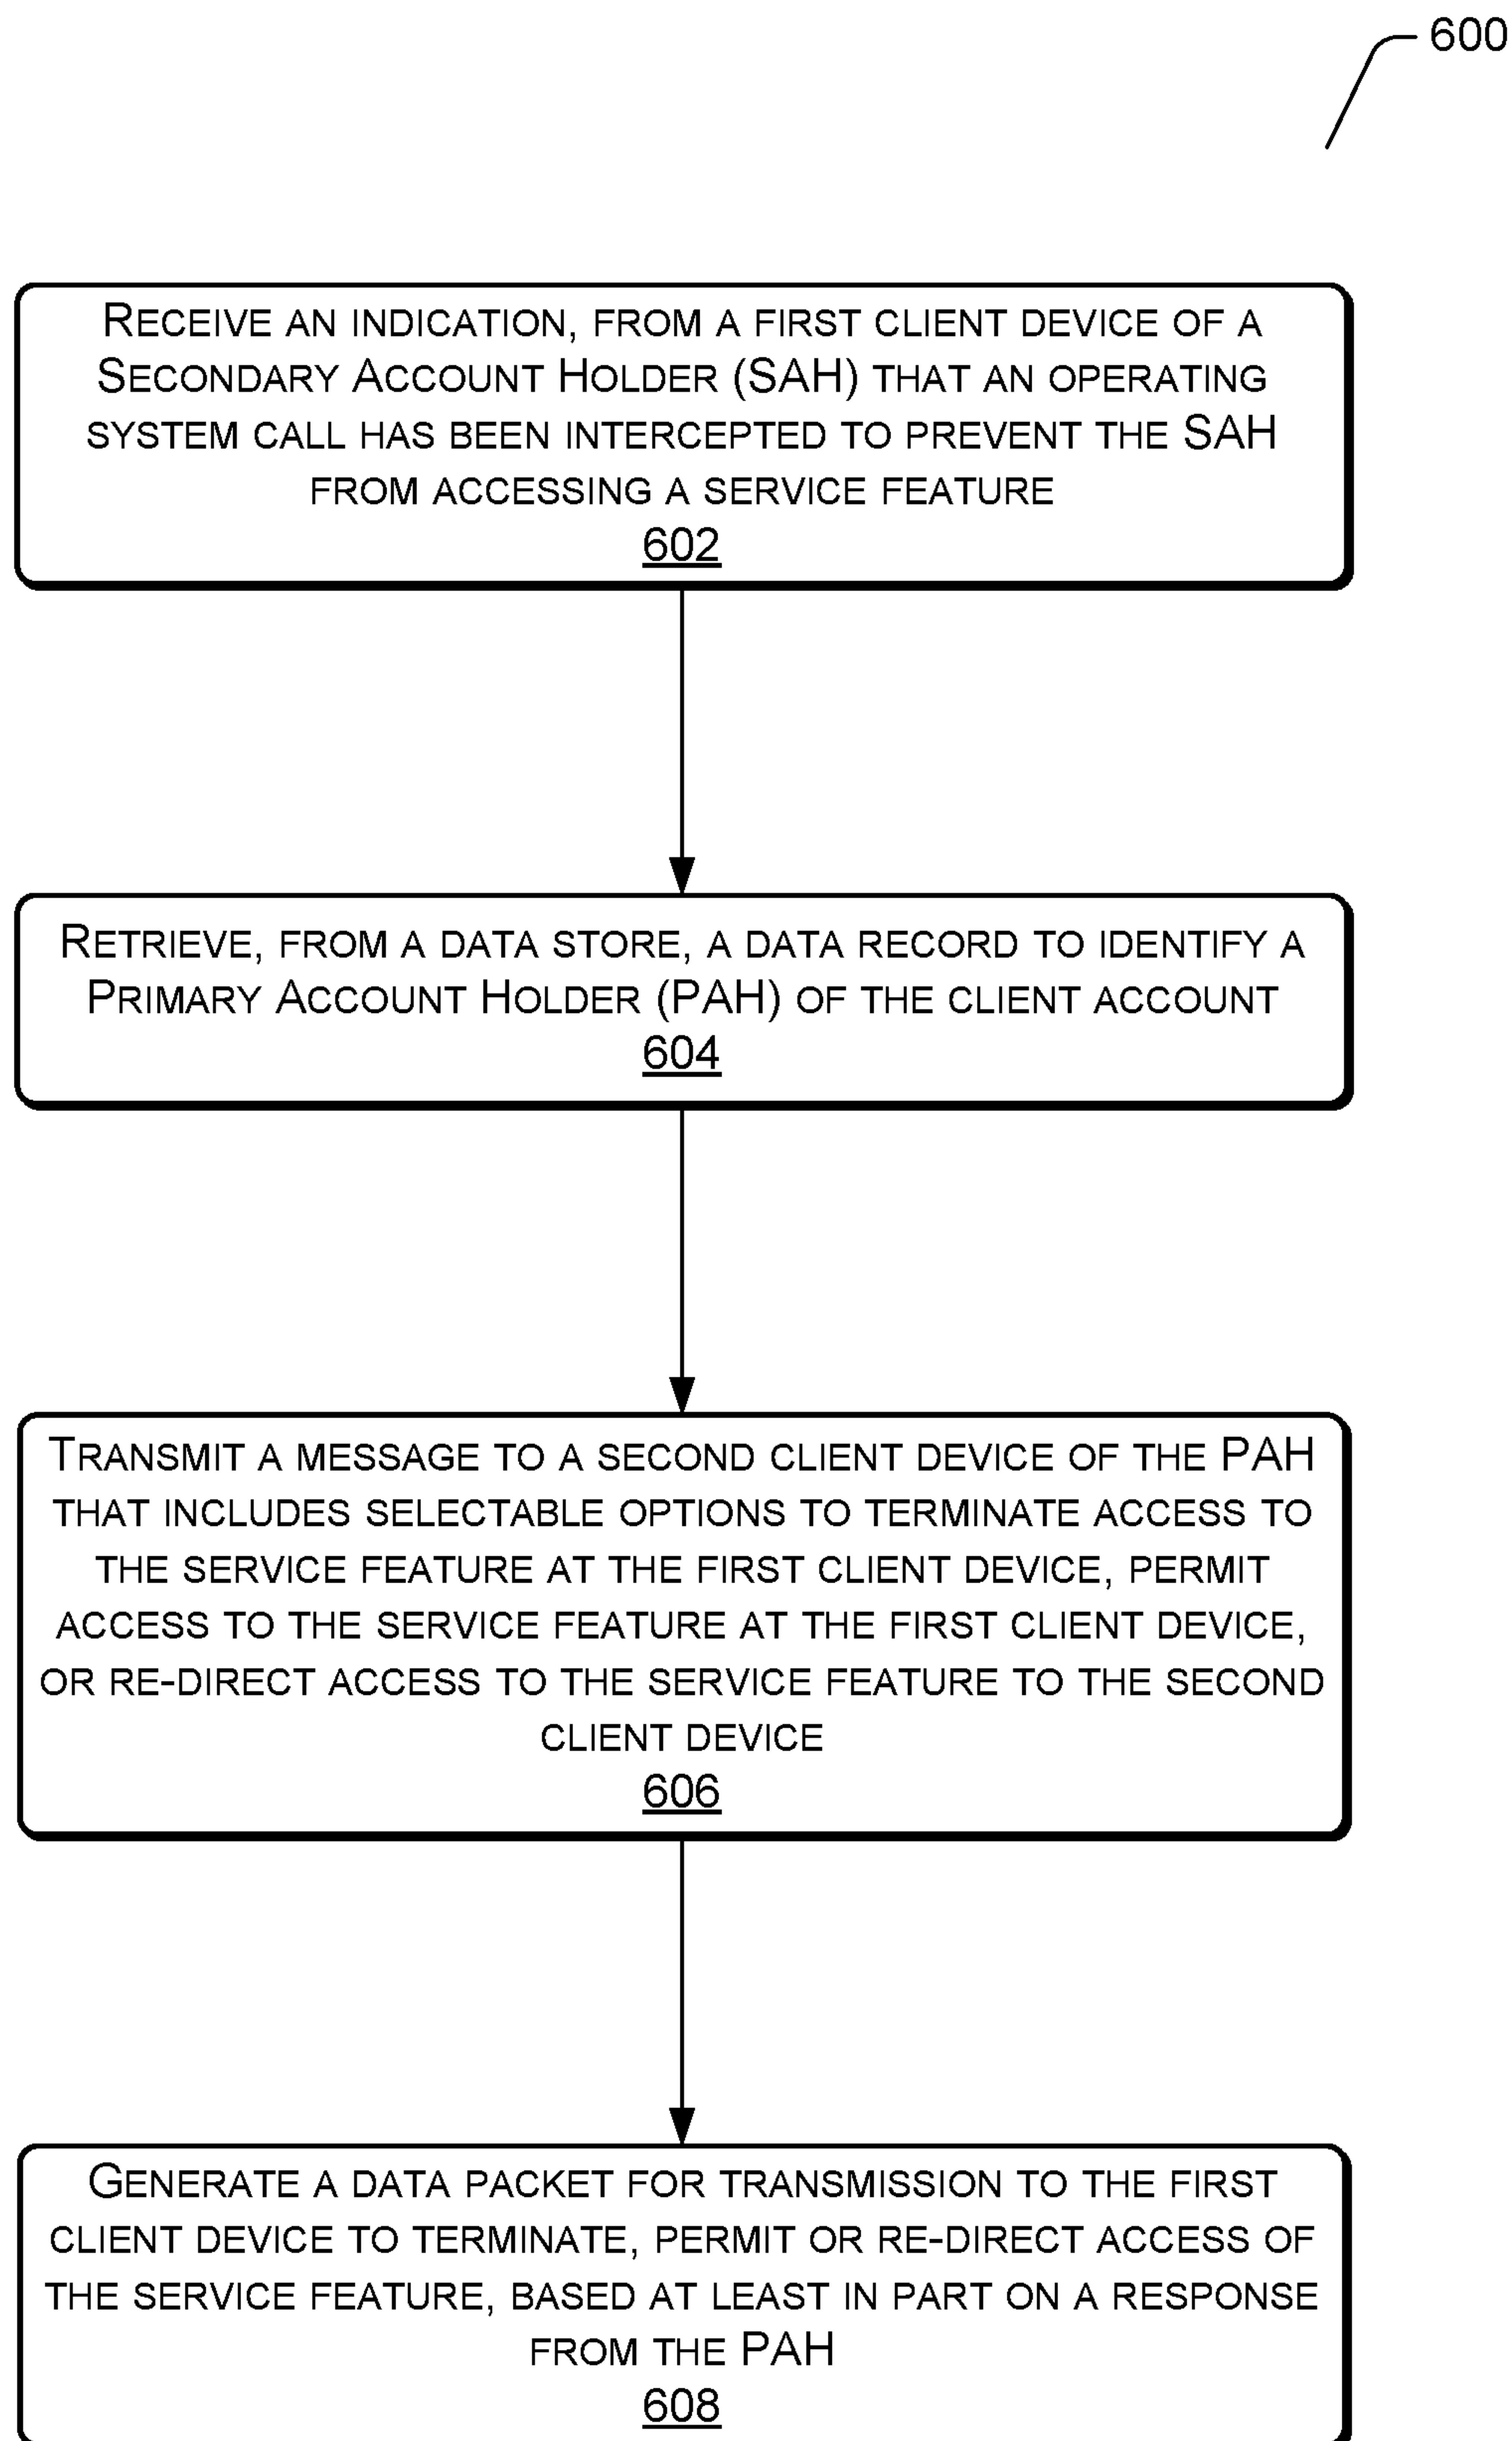 600
RECEIVE AN INDICATION, FROM A FIRST CLIENT DEVICE OF A
SECONDARY ACCOUNT HOLDER (SAH) THAT AN OPERATING
SYSTEM CALL HAS BEEN INTERCEPTED TO PREVENT THE SAH
FROM ACCESSING A SERVICE FEATURE
602
RETRIEVE, FROM A DATA STORE, A DATA RECORD TO IDENTIFY A
PRIMARY ACCOUNT HOLDER (PAH) OF THE CLIENT ACCOUNT
604
TRANSMIT A MESSAGE TO A SECOND CLIENT DEVICE OF THE PAH
THAT INCLUDES SELECTABLE OPTIONS TO TERMINATE ACCESS TO
THE SERVICE FEATURE AT THE FIRST CLIENT DEVICE, PERMIT
ACCESS TO THE SERVICE FEATURE AT THE FIRST CLIENT DEVICE,
OR RE-DIRECT ACCESS TO THE SERVICE FEATURE TO THE SECOND
CLIENT DEVICE
606
GENERATE A DATA PACKET FOR TRANSMISSION TO THE FIRST
CLIENT DEVICE TO TERMINATE, PERMIT OR RE-DIRECT ACCESS OF
THE SERVICE FEATURE, BASED AT LEAST IN PART ON A RESPONSE
FROM THE PAH
608